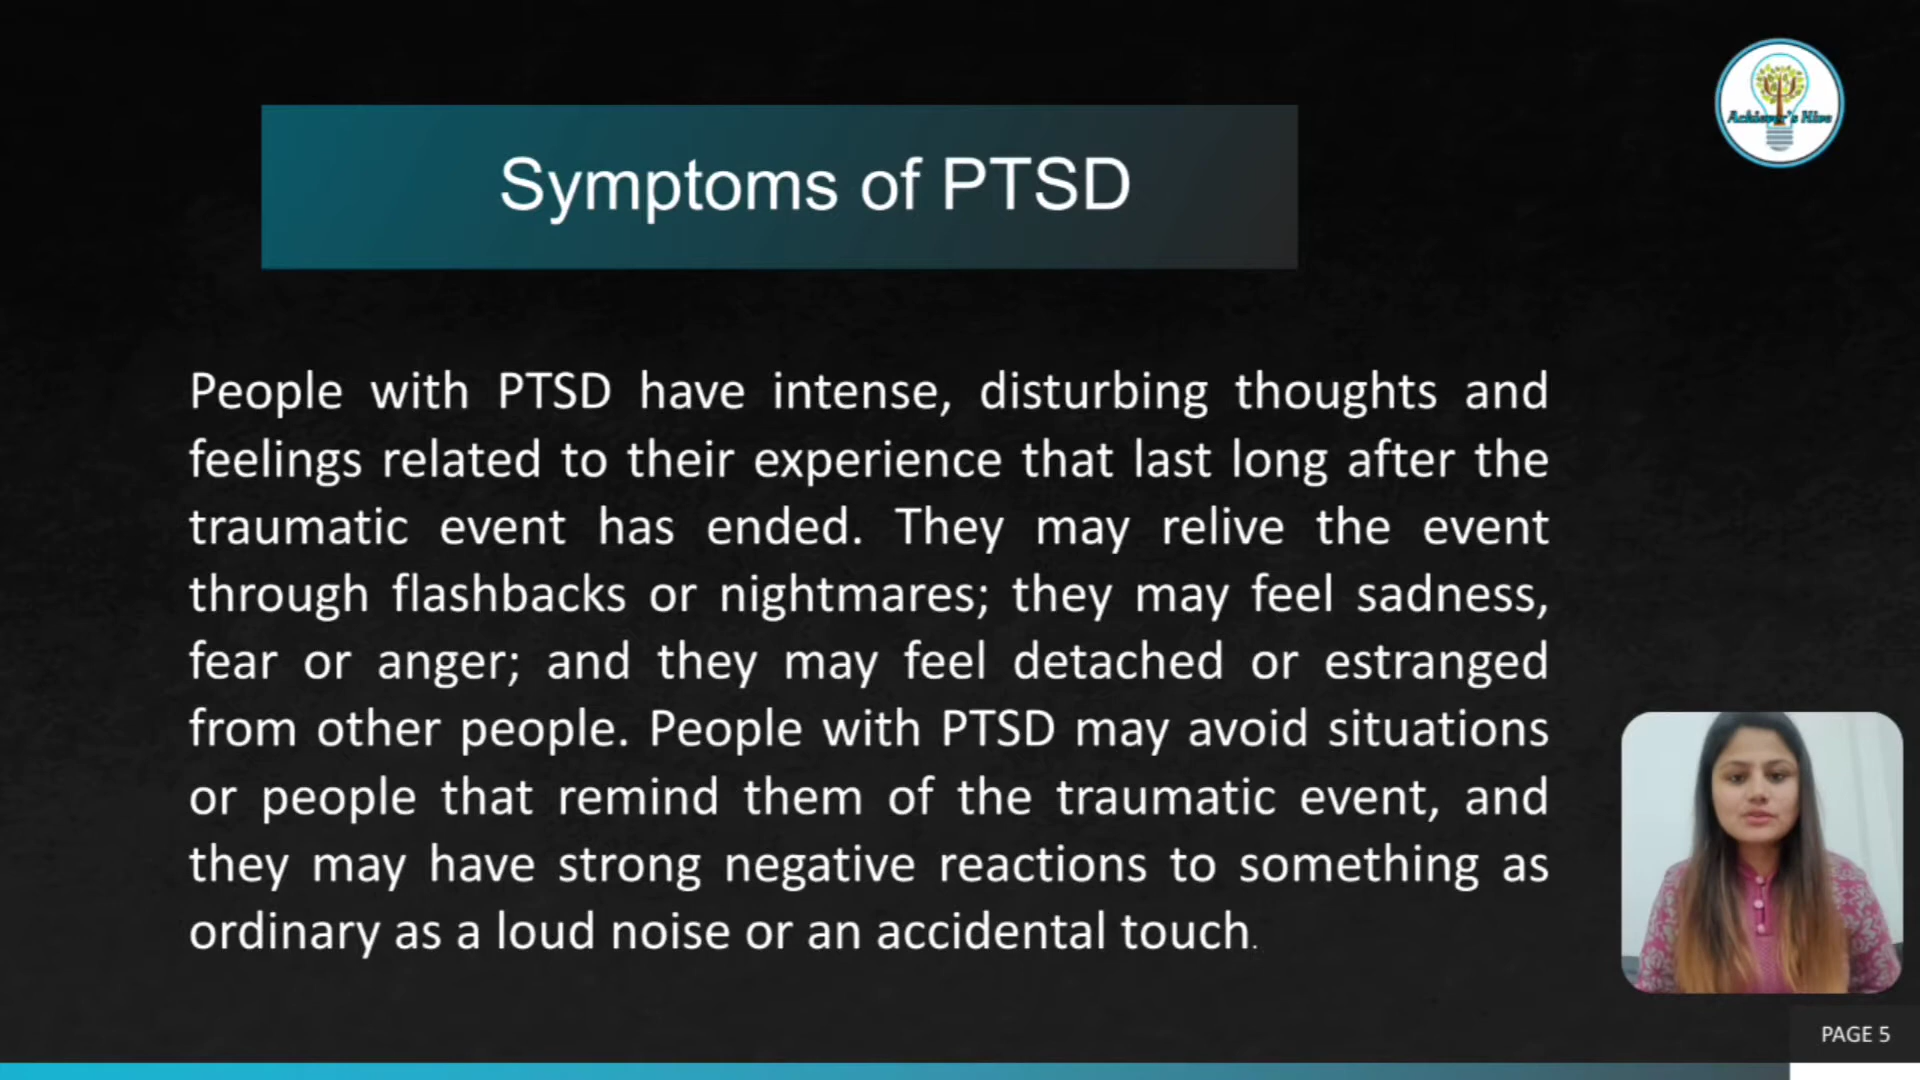 Achiever's Hive
Symptoms of PTSD
People with PTSD have intense, disturbing thoughts and
feelings related to their experience that last long after the
traumatic event has ended. They may relive the event
through flashbacks or nightmares; they may feel sadness,
fear or anger; and they may feel detached or estranged
from other people. People with PTSD may avoid situations
or people that remind them of the traumatic event, and
they may have strong negative reactions to something as
ordinary as a loud noise or an accidental touch.
PAGE 5